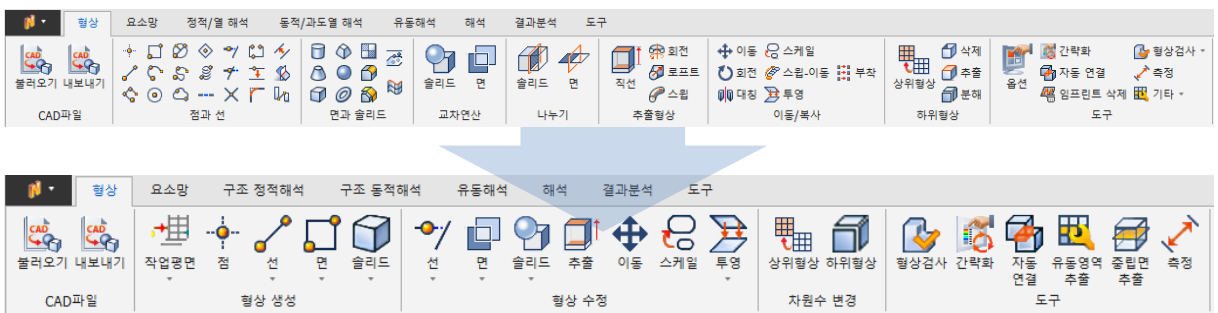 형상 요소망 정적/열 해석 동적/과도열 해석 유동해석 해석 결과분석 도구
CAD CAD 회전 이동 스케일 삭제 간략화 형상검사
불러오기 내보내기 솔리드 면 솔리드 면 직선 로프트 회전 스윕-이동 부착 상위형상 추출 옵션 자동 연결 측정
스윕 대칭 투영 분해 임프린트 삭제 기타
CAD파일 점과 선 면과 솔리드 교차연산 나누기 추출형상 이동/복사 하위형상 도구
형상 요소망 구조 정적해석 구조 동적해석 유동해석 해석 결과분석 도구
CAD CAD
불러오기 내보내기 작업평면 점 선 면 솔리드 선 면 솔리드 추출 이동 스케일 투영 상위형상 하위형상 형상검사 간략화 자동 유동영역 중립면 측정
연결 추출 추출
CAD파일 형상 생성 형상 수정 차원수 변경 도구